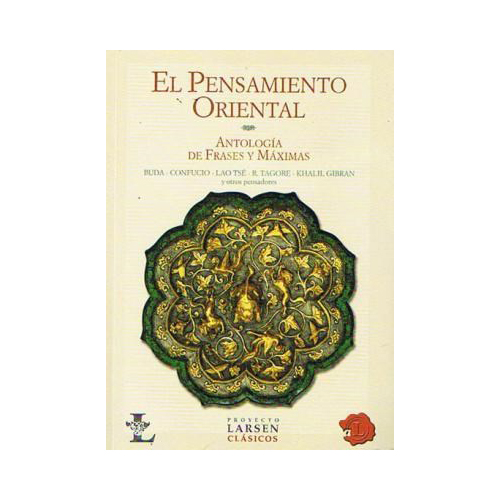 EL PENSAMIENTO
ORIENTAL
ANTOLOGÍA
DE FRASES Y MÁXIMAS
BUDA · CONFUCIO · LAO TSÉ · R. TAGORE · KHALIL GIBRAN
y otros pensadores
L
PROYECTO
LARSEN
CLÁSICOS
L